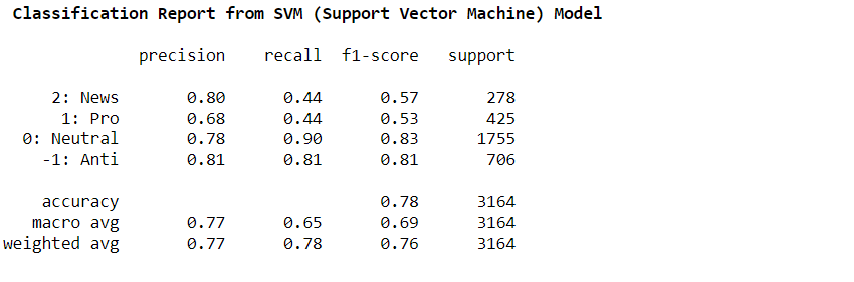 Classification Report from SVM (Support Vector Machine) Model
precision recall f1-score support
2: News 0.80 0.44 0.57 278
1: Pro 0.68 0.44 0.53 425
0: Neutral 0.78 0.90 0.83 1755
-1: Anti 0.81 0.81 0.81 706
accuracy 0.78 3164
macro avg 0.77 0.65 0.69 3164
weighted avg 0.77 0.78 0.76 3164